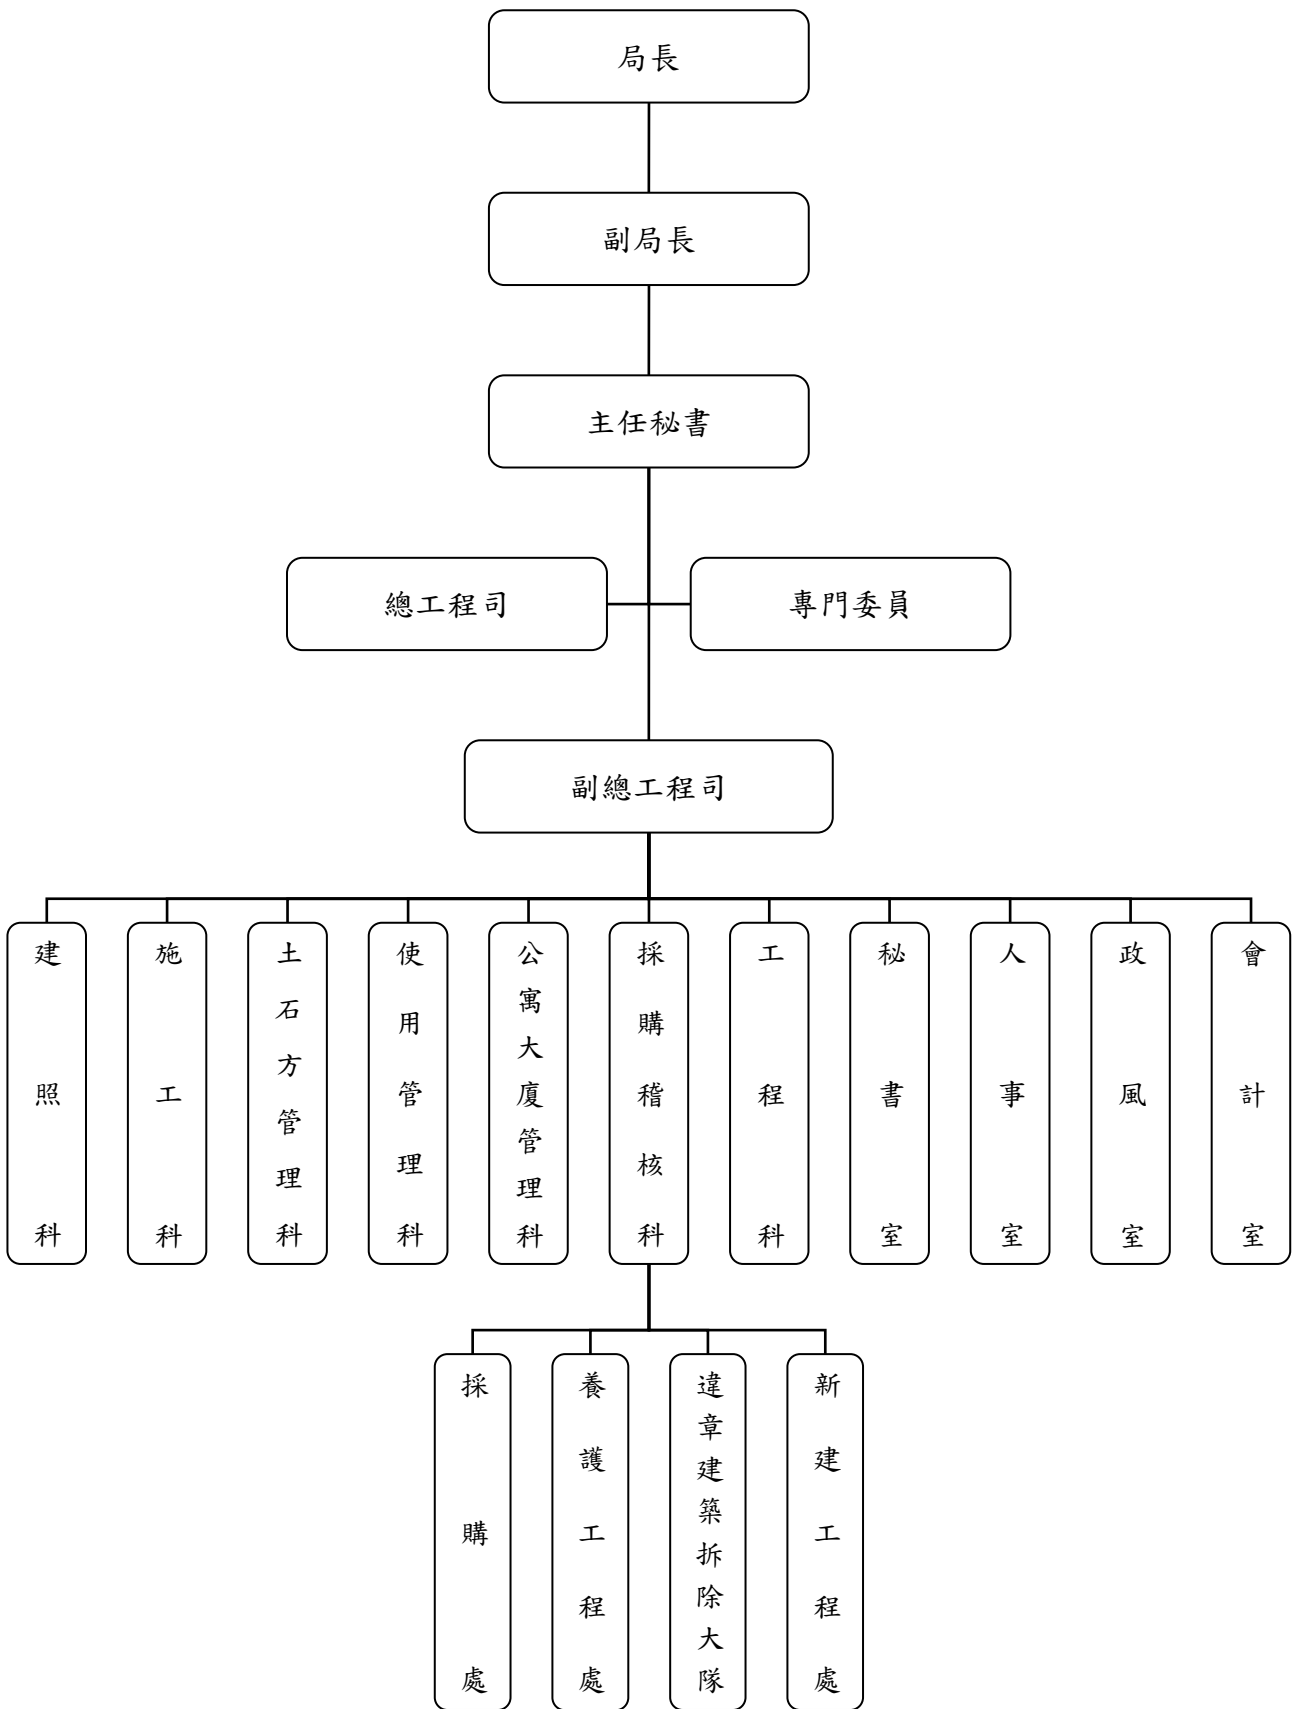 局長
副局長
主任秘書
總工程司
專門委員
副總工程司
建照科
施工科
土石方管理科
使用管理科
公寓大廈管理科
採購稽核科
工程科
秘書室
人事室
政風室
會計室
採購處
養護工程處
違章建築拆除大隊
新建工程處